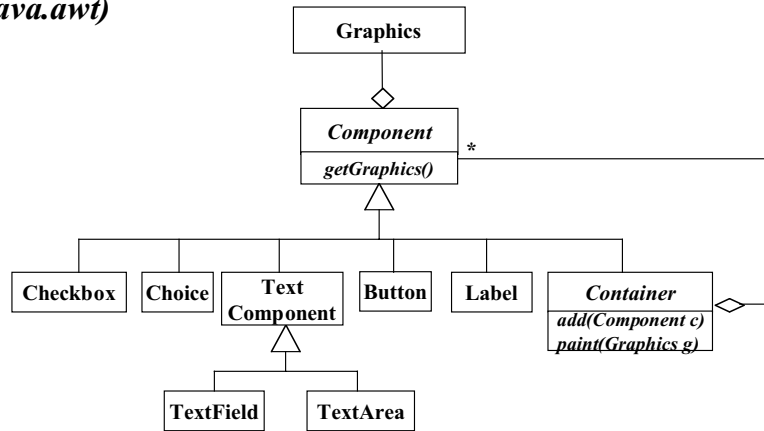 ava.awt)
Graphics
Component
*
getGraphics()
Checkbox
Choice
Text
Component
Button
Label
Container
add(Component c)
paint(Graphics g)
TextField
TextArea